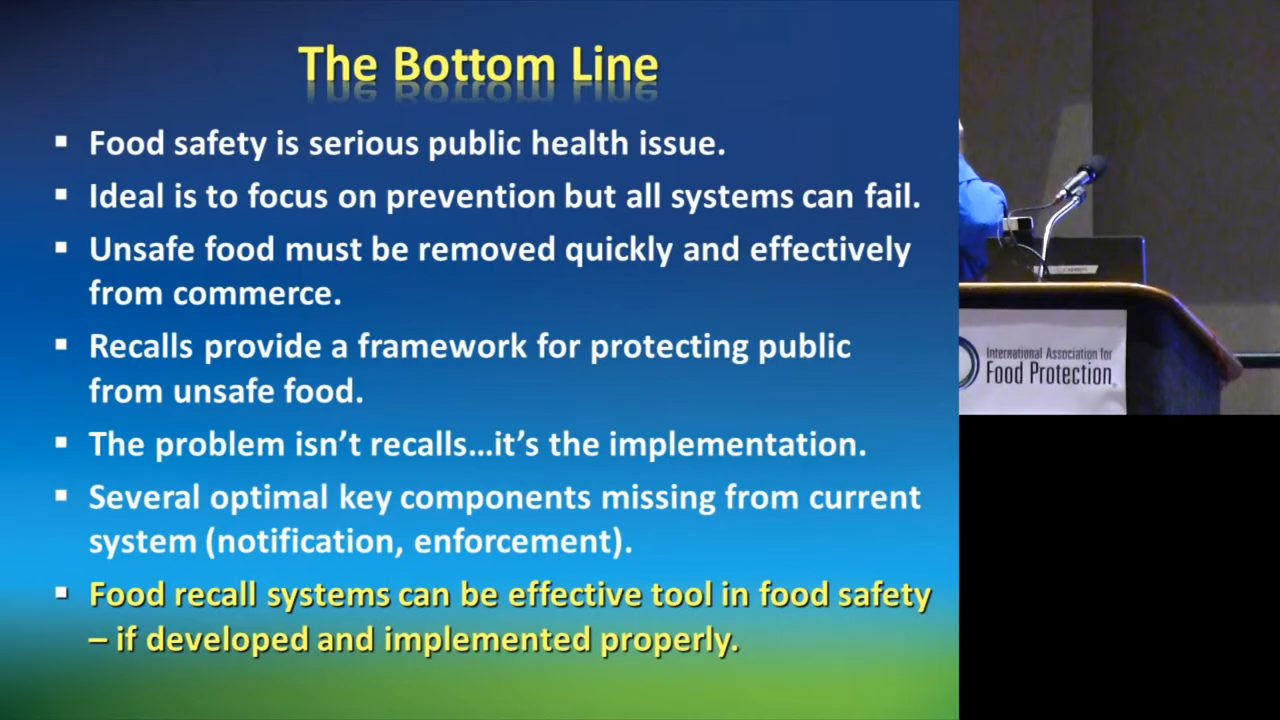 The Bottom Line
▪ Food safety is serious public health issue.
▪ Ideal is to focus on prevention but all systems can fail.
▪ Unsafe food must be removed quickly and effectively
from commerce.
▪ Recalls provide a framework for protecting public
from unsafe food.
▪ The problem isn't recalls...it's the implementation.
▪ Several optimal key components missing from current
system (notification, enforcement).
▪ Food recall systems can be effective tool in food safety
– if developed and implemented properly.
International Association for
Food Protection